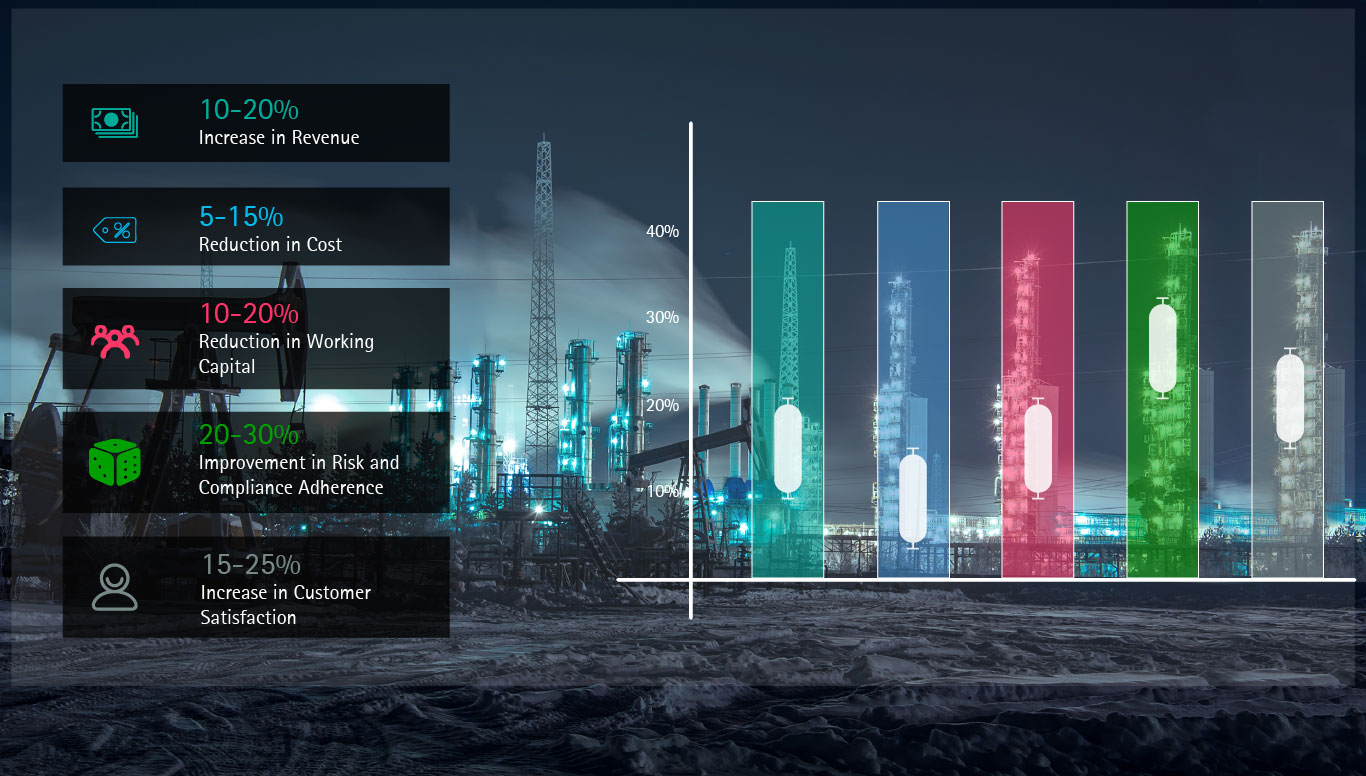 10-20%
Increase in Revenue
5-15%
Reduction in Cost
10-20%
Reduction in Working
Capital
20-30%
Improvement in Risk and
Compliance Adherence
15-25%
Increase in Customer
Satisfaction
40%
30%
20%
10%